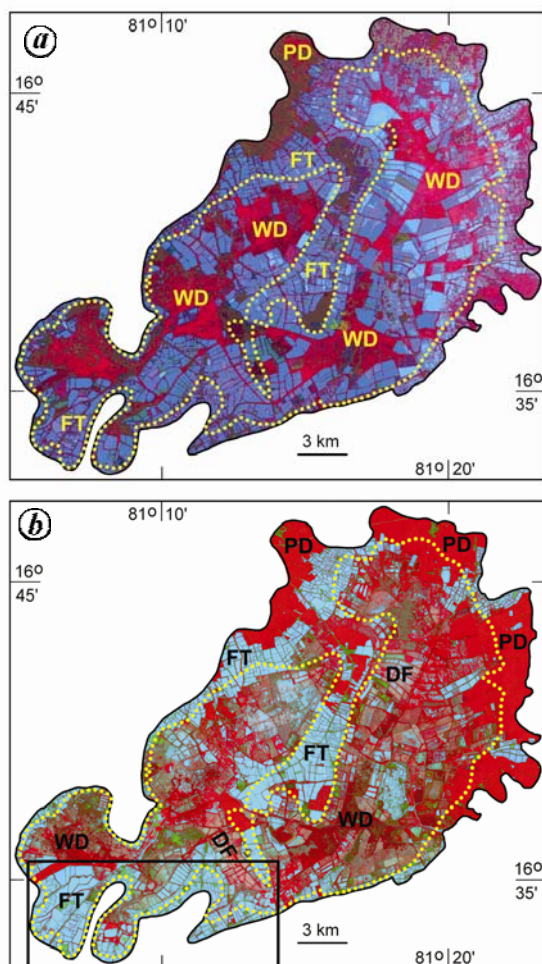 a
81° 10'
PD
16°
45'
FT
WD
WD
FT
WD
WD
FT
16°
35'
3 km
81° 20'
b
81° 10'
PD
PD
16°
45'
PD
FT
DF
FT
WD
WD
DF
FT
16°
35'
3 km
81° 20'